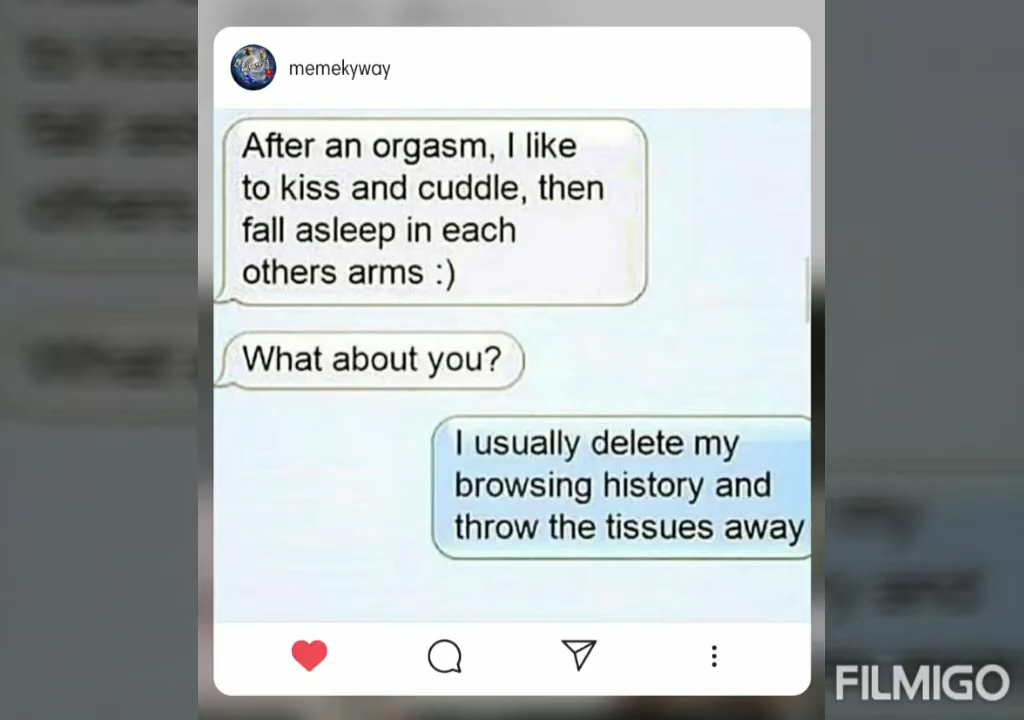 memekyway
After an orgasm, I like
to kiss and cuddle, then
fall asleep in each
others arms :)
What about you?
I usually delete my
browsing history and
throw the tissues away
FILMIGO